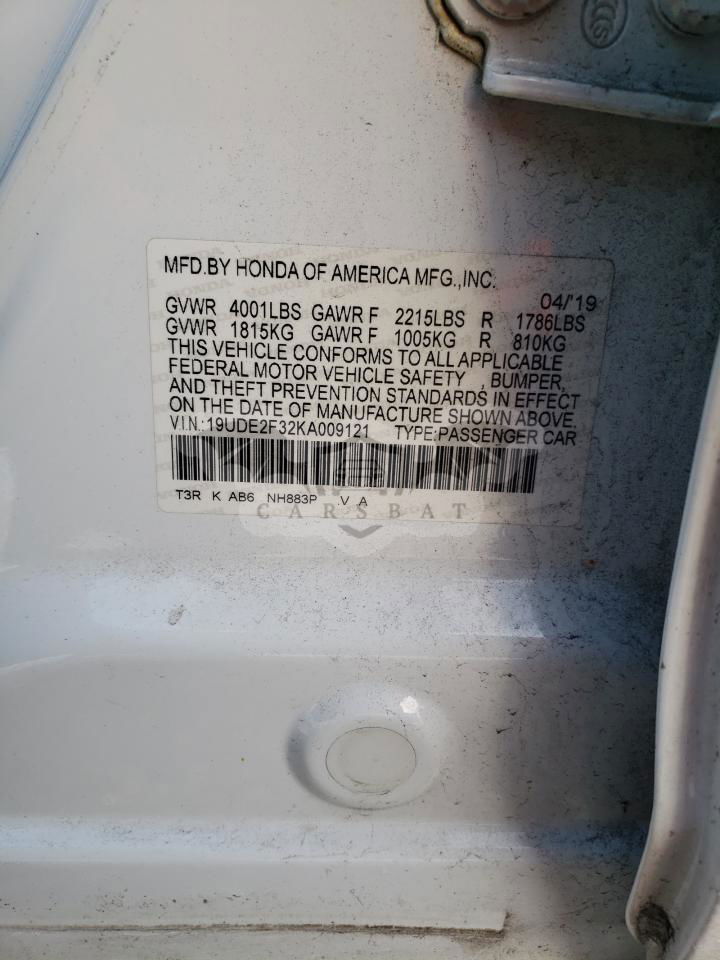 MFD.BY HONDA OF AMERICA MFG.,INC.
04/'19
GVWR 4001LBS GAWR F 2215LBS R 1786LBS
GVWR 1815KG GAWR F 1005KG R 810KG
THIS VEHICLE CONFORMS TO ALL APPLICABLE
FEDERAL MOTOR VEHICLE SAFETY , BUMPER,
AND THEFT PREVENTION STANDARDS IN EFFECT
ON THE DATE OF MANUFACTURE SHOWN ABOVE.
V.I.N.:19UDE2F32KA009121 TYPE:PASSENGER CAR
T3R K AB6 NH883P .V A
CARSBAT